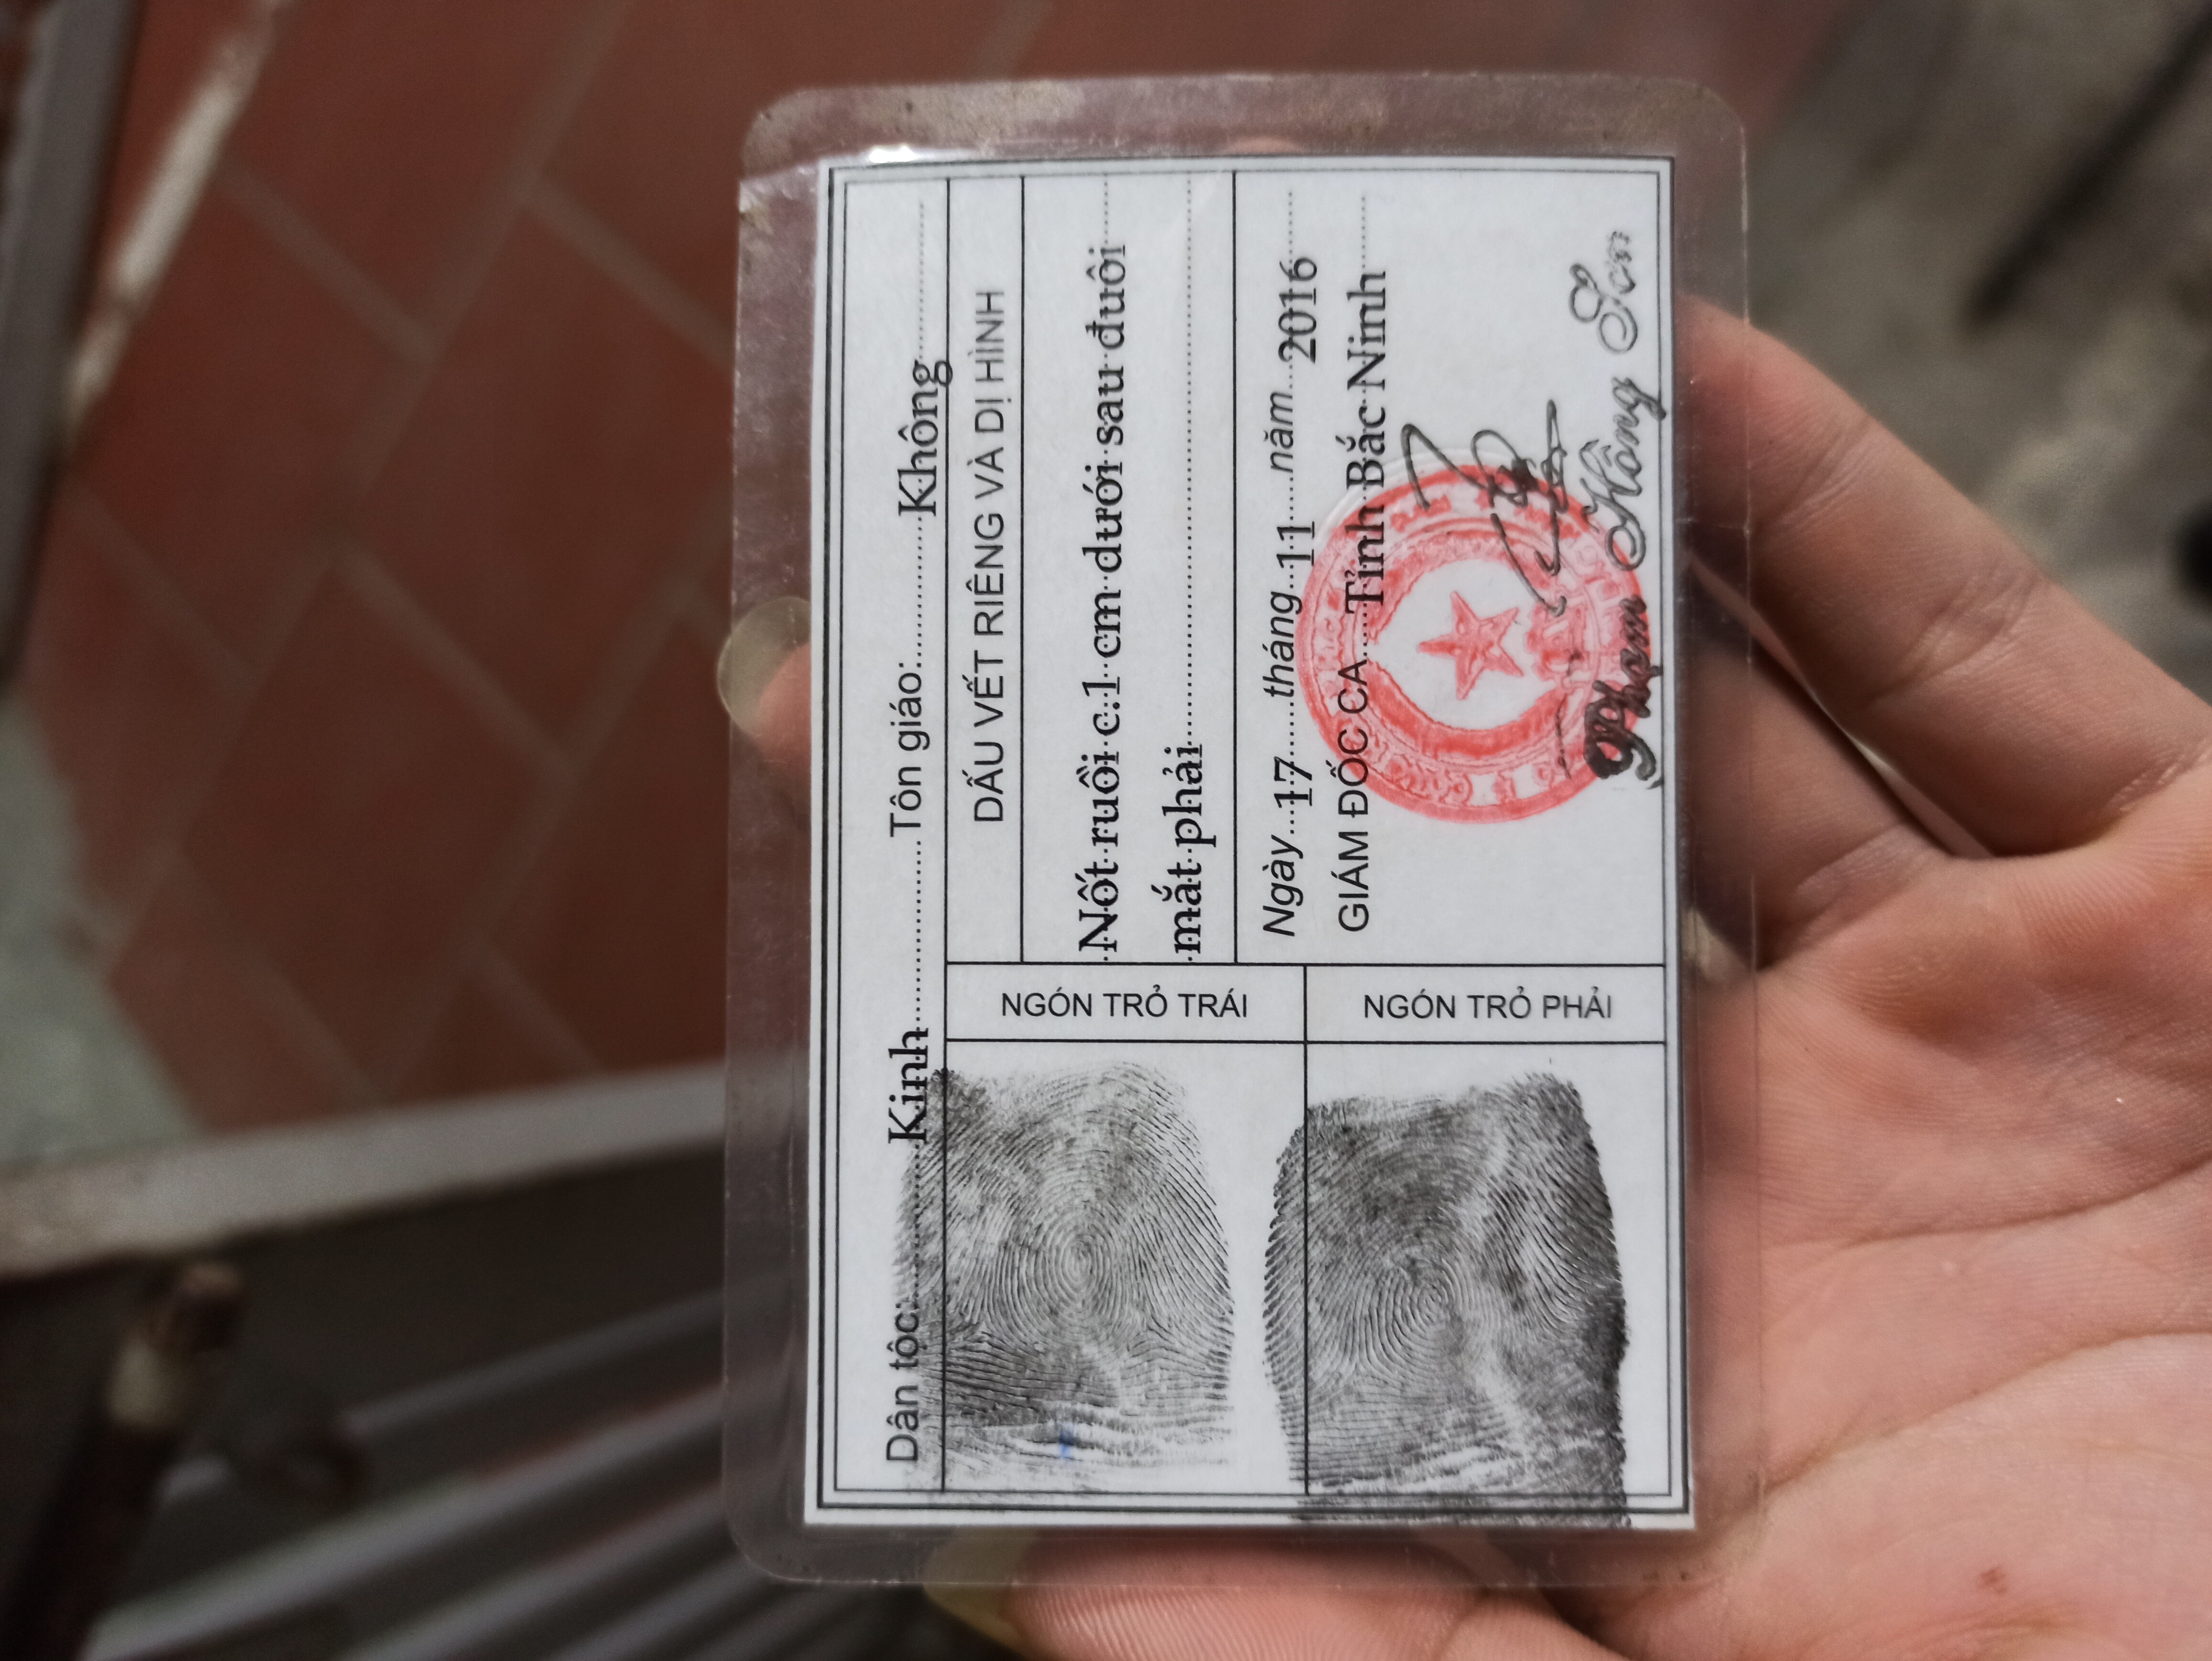 Dân tộc: Kinh Tôn giáo: Không
DẤU VẾT RIÊNG VÀ DỊ HÌNH
Nốt ruồi c.1 cm dưới sau đuôi
mắt phải
NGÓN TRỎ TRÁI
NGÓN TRỎ PHẢI
Ngày 17 tháng 11 năm 2016
GIÁM ĐỐC CA Tỉnh Bắc Ninh
Phạm Hồng Sơn